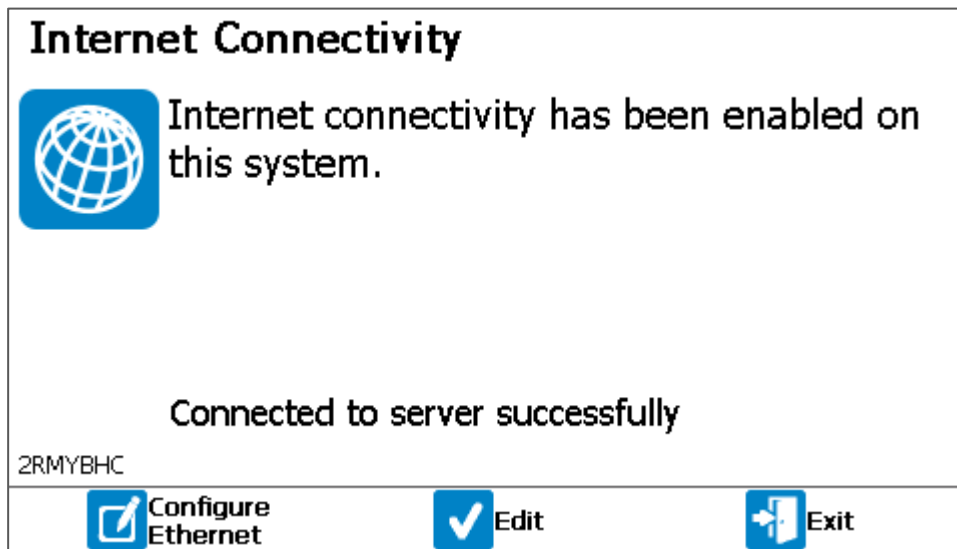 Internet Connectivity
Internet connectivity has been enabled on
this system.
Connected to server successfully
2RMYBHC
Configure
Ethernet
Edit
Exit